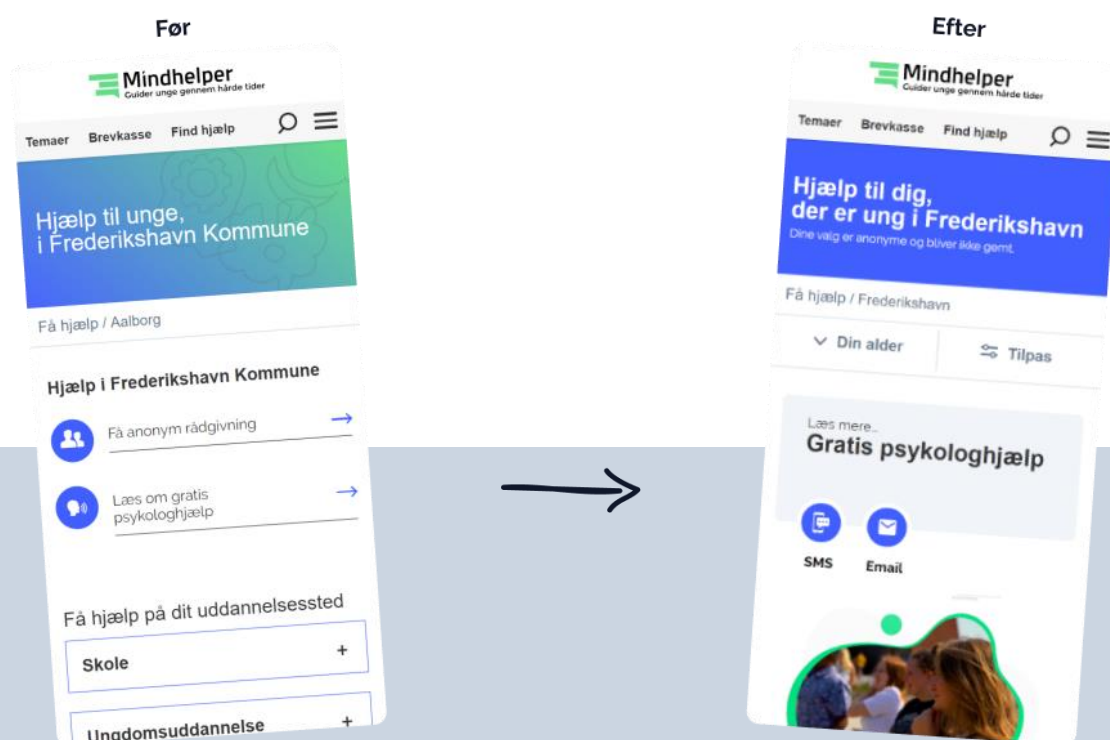 Før
Mindhelper
Guider unge gennem hårde tider
Temaer Brevkasse Find hjælp
Hjælp til unge,
i Frederikshavn Kommune
Få hjælp / Aalborg
Hjælp i Frederikshavn Kommune
Få anonym rådgivning
Læs om gratis
psykologhjælp
Få hjælp på dit uddannelsessted
Skole +
Ungdomsuddannelse +
Efter
Mindhelper
Guider unge gennem hårde tider
Temaer Brevkasse Find hjælp
Hjælp til dig,
der er ung i Frederikshavn
Dine valg er anonyme og bliver ikke gemt.
Få hjælp / Frederikshavn
Din alder Tilpas
Læs mere...
Gratis psykologhjælp
SMS Email